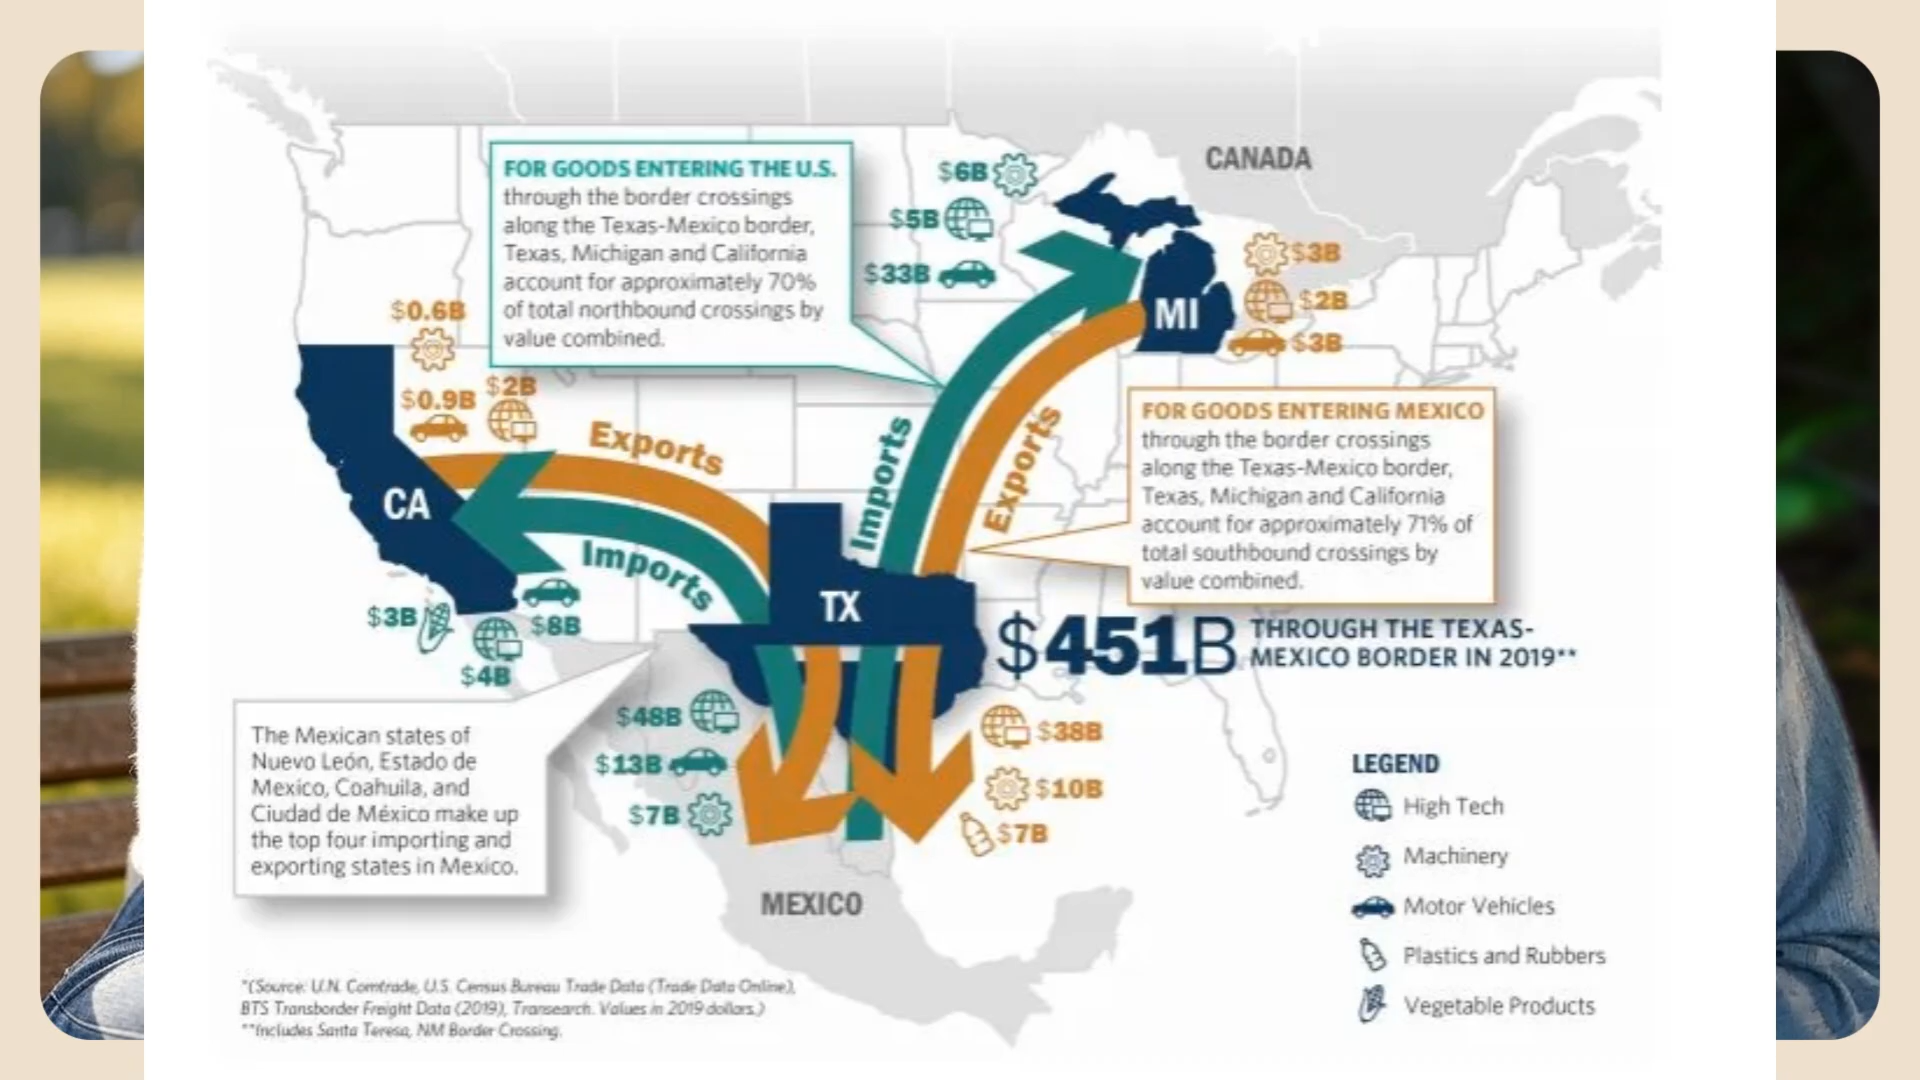 CANADA
FOR GOODS ENTERING THE U.S.
through the border crossings
along the Texas-Mexico border,
Texas, Michigan and California
account for approximately 70%
of total northbound crossings by
value combined.
$6B
$5B
$33B
$3B
$2B
$3B
MI
$0.6B
$0.9B
$2B
Exports
Imports
CA
$3B
$8B
$4B
Imports
Exports
FOR GOODS ENTERING MEXICO
through the border crossings
along the Texas-Mexico border,
Texas, Michigan and California
account for approximately 71% of
total southbound crossings by
value combined.
TX
$451B THROUGH THE TEXAS-
MEXICO BORDER IN 2019**
The Mexican states of
Nuevo León, Estado de
Mexico, Coahuila, and
Ciudad de México make up
the top four importing and
exporting states in Mexico.
$48B
$13B
$7B
$38B
$10B
$7B
MEXICO
LEGEND
High Tech
Machinery
Motor Vehicles
Plastics and Rubbers
Vegetable Products
*(Source: U.N. Comtrade, U.S. Census Bureau Trade Data (Trade Data Online),
BTS Transborder Freight Data (2019), Transearch. Values in 2019 dollars.)
**Includes Santa Teresa, NM Border Crossing.